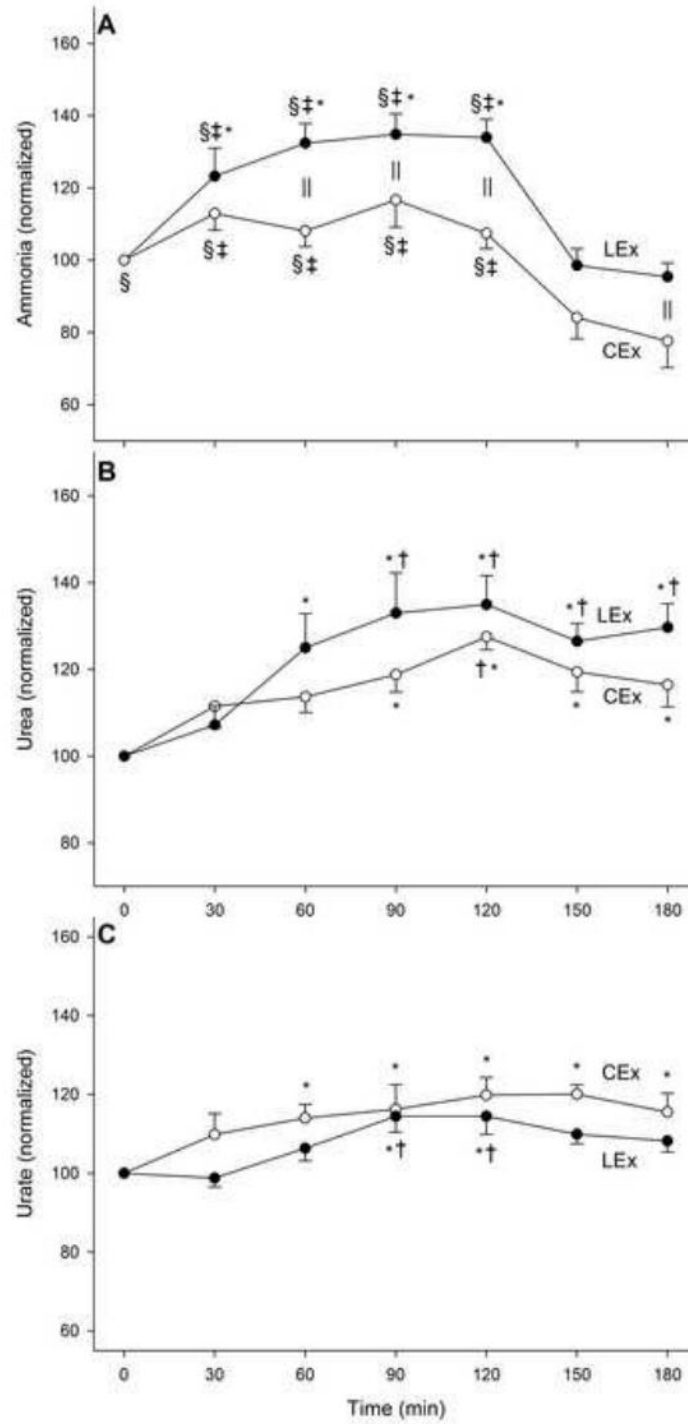 A
160
§‡* §‡* §‡* §‡*
140
120
|| || ||
100
§ §‡ §‡ §‡ §‡
LEx
||
80
CEx
60
Ammonia (normalized)
B
160
*† *† *† *†
140
*
LEx
120
†* CEx
* * *
100
80
Urea (normalized)
0 30 60 90 120 150 180
C
160
140
* * * * *
CEx
120
LEx
*† *†
100
80
60
Urate (normalized)
0 30 60 90 120 150 180
Time (min)